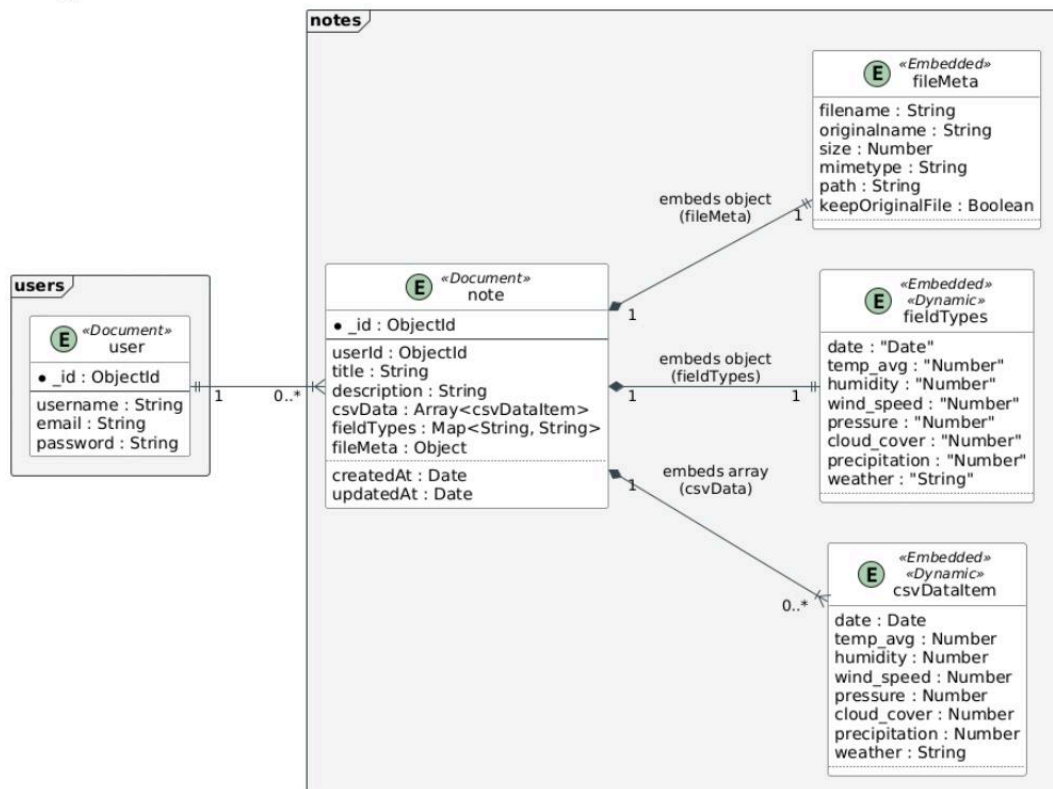 notes
E
«Embedded»
fileMeta
filename : String
originalname : String
size : Number
mimetype : String
path : String
keepOriginalFile : Boolean
embeds object
(fileMeta)
1
1
users
E
«Document»
user
● _id : ObjectId
username : String
email : String
password : String
1
0..*
E
«Document»
note
● _id : ObjectId
userId : ObjectId
title : String
description : String
csvData : Array<csvDataItem>
fieldTypes : Map<String, String>
fileMeta : Object
createdAt : Date
updatedAt : Date
embeds object
(fieldTypes)
1
1
E
«Embedded»
«Dynamic»
fieldTypes
date : "Date"
temp_avg : "Number"
humidity : "Number"
wind_speed : "Number"
pressure : "Number"
cloud_cover : "Number"
precipitation : "Number"
weather : "String"
embeds array
(csvData)
1
0..*
E
«Embedded»
«Dynamic»
csvDataItem
date : Date
temp_avg : Number
humidity : Number
wind_speed : Number
pressure : Number
cloud_cover : Number
precipitation : Number
weather : String